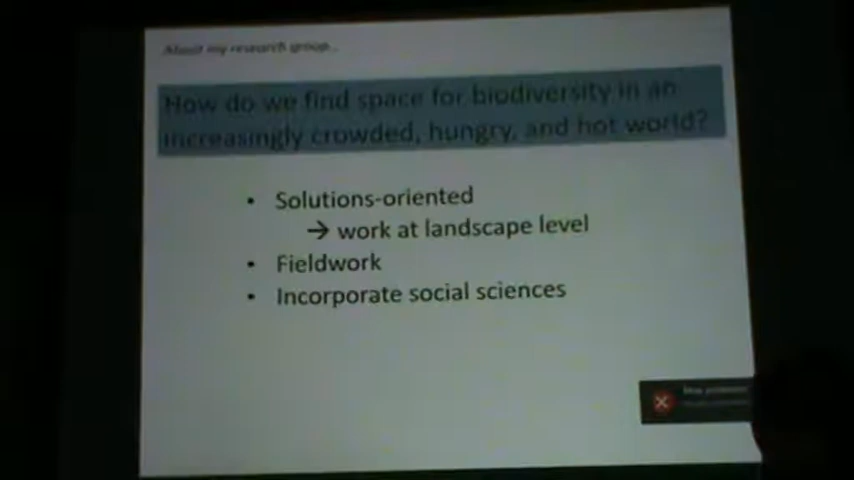 About my research group...
How do we find space for biodiversity in an
increasingly crowded, hungry, and hot world?
• Solutions-oriented
→ work at landscape level
• Fieldwork
• Incorporate social sciences